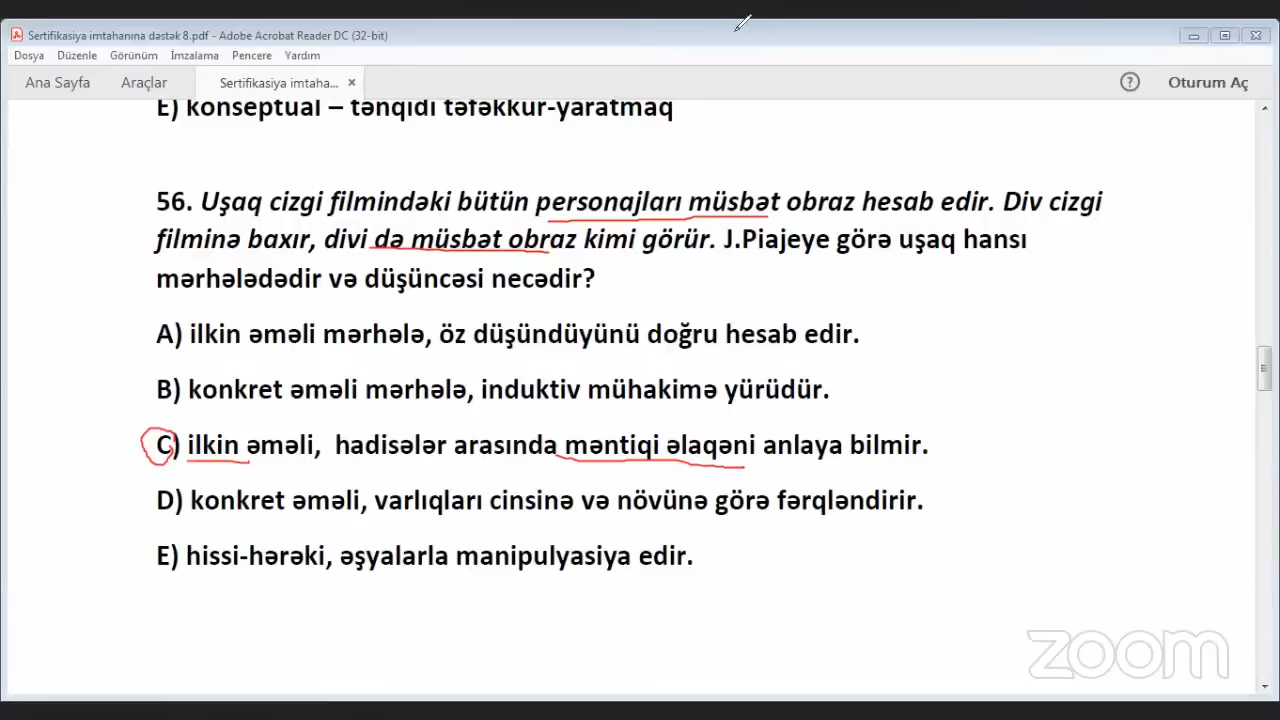 Sertifikasiya imtahanına dəstək 8.pdf - Adobe Acrobat Reader DC (32-bit)
Dosya Düzenle Görünüm İmzalama Pencere Yardım
Ana Sayfa Araçlar Sertifikasiya imtaha... × ? Oturum Aç
E) konseptual – tənqidi təfəkkür-yaratmaq
56. Uşaq cizgi filmindəki bütün personajları müsbət obraz hesab edir. Div cizgi
filminə baxır, divi də müsbət obraz kimi görür. J.Piajeyə görə uşaq hansı
mərhələdədir və düşüncəsi necədir?
A) ilkin əməli mərhələ, öz düşündüyünü doğru hesab edir.
B) konkret əməli mərhələ, induktiv mühakimə yürüdür.
C) ilkin əməli, hadisələr arasında məntiqi əlaqəni anlaya bilmir.
D) konkret əməli, varlıqları cinsinə və növünə görə fərqləndirir.
E) hissi-hərəki, əşyalarla manipulyasiya edir.
zoom